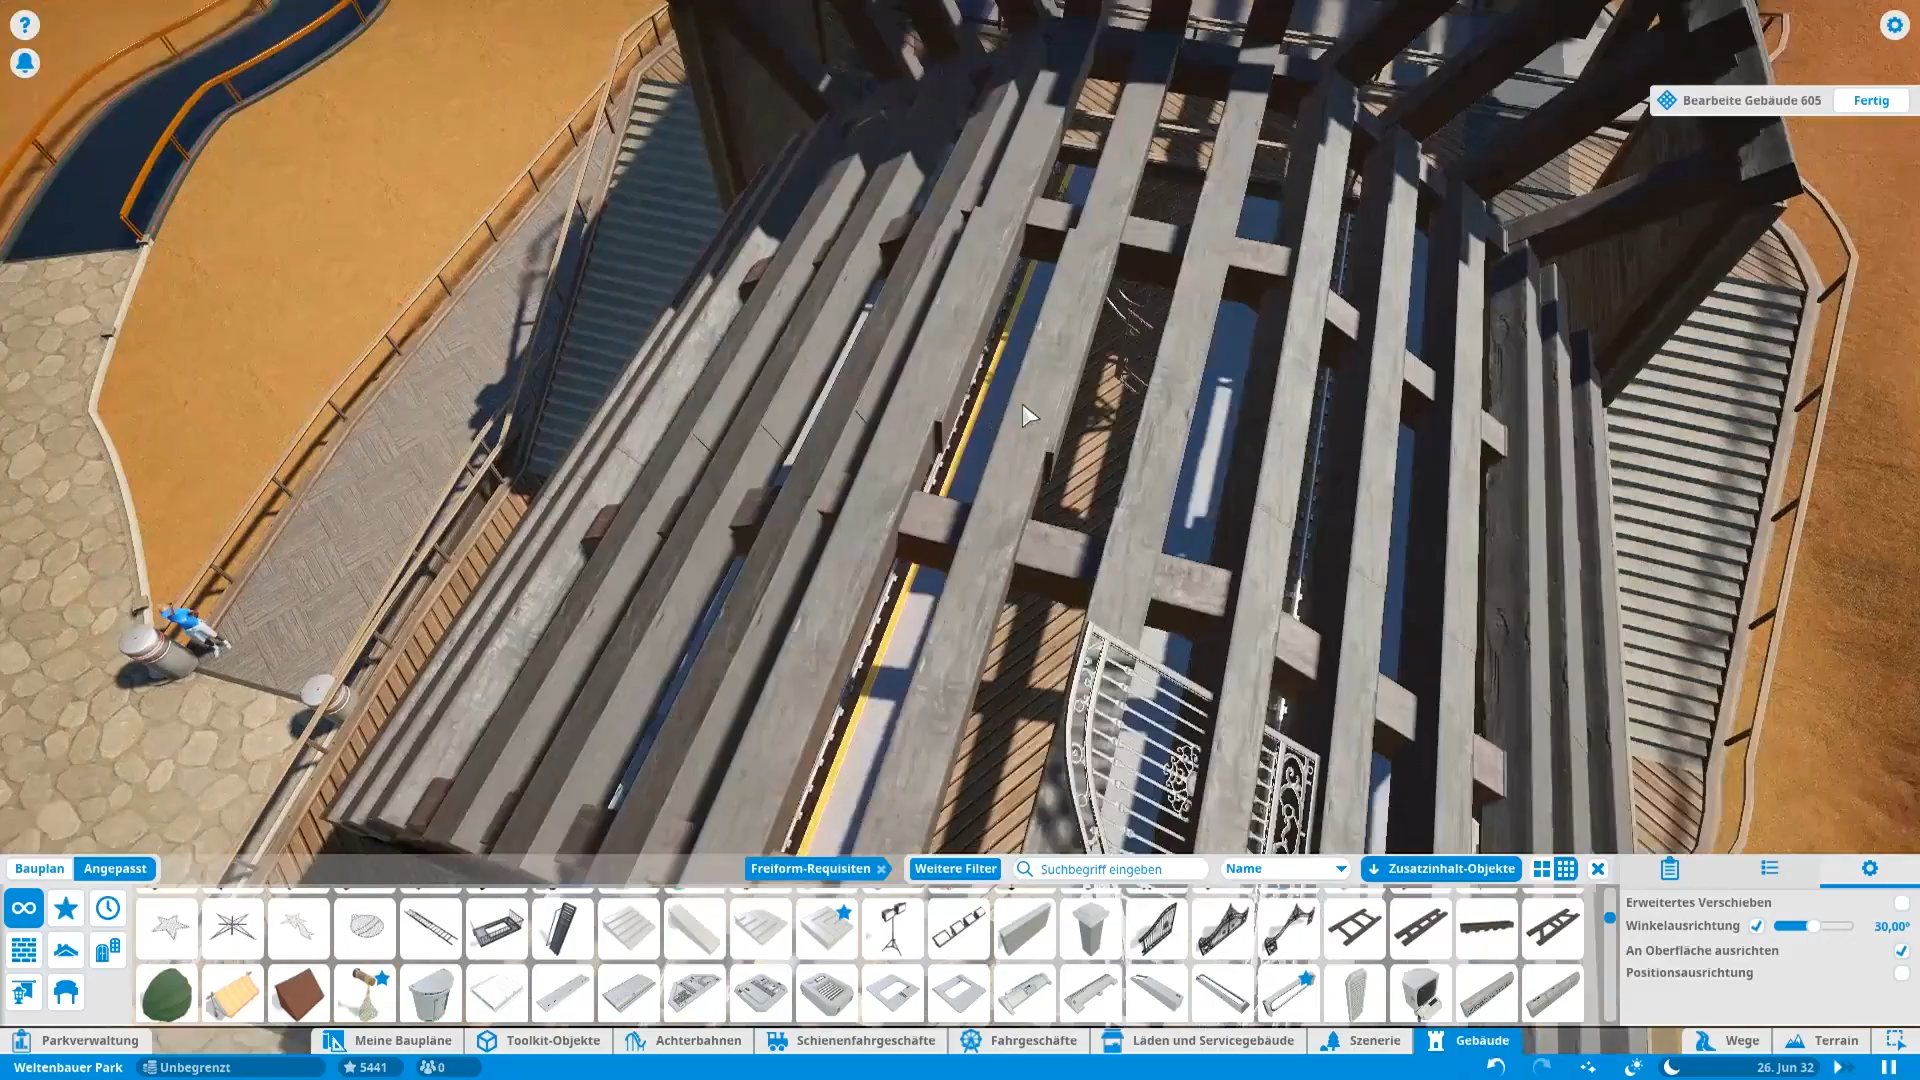 ?
Bearbeite Gebäude 605
Fertig
Bauplan
Angepasst
Freiform-Requisiten ×
Weitere Filter
Suchbegriff eingeben
Name
Zusatzinhalt-Objekte
Erweitertes Verschieben
Winkelausrichtung
30,00°
An Oberfläche ausrichten
Positionsausrichtung
Parkverwaltung
Meine Baupläne
Toolkit-Objekte
Achterbahnen
Schienenfahrgeschäfte
Fahrgeschäfte
Läden und Servicegebäude
Szenerie
Gebäude
Wege
Terrain
Weltenbauer Park
Unbegrenzt
5441
0
26. Jun 32